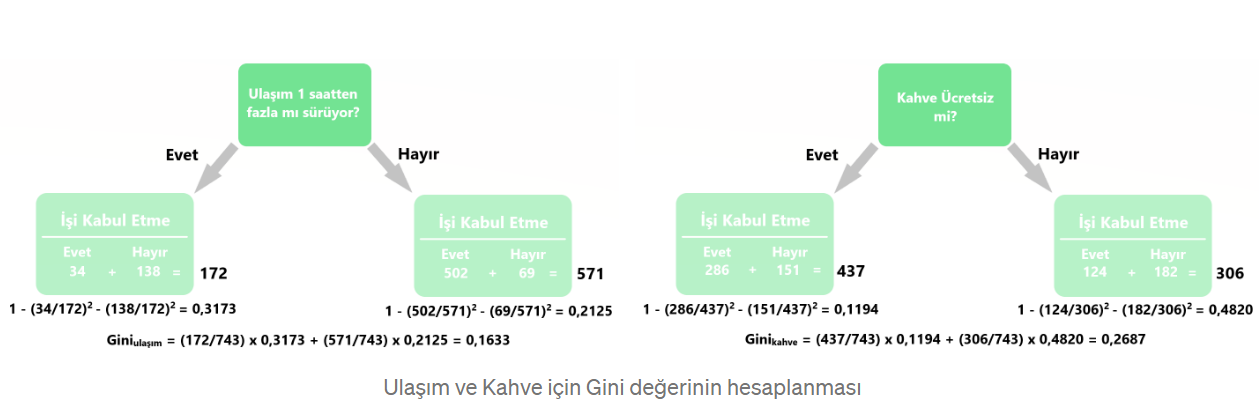 Ulaşım 1 saatten
fazla mı sürüyor?
Evet
Hayır
İşi Kabul Etme
Evet Hayır
34 + 138 = 172
1 - (34/172)² - (138/172)² = 0,3173
İşi Kabul Etme
Evet Hayır
502 + 69 = 571
1 - (502/571)² - (69/571)² = 0,2125
Giniulaşım = (172/743) x 0,3173 + (571/743) x 0,2125 = 0,1633
Kahve Ücretsiz
mi?
Evet
Hayır
İşi Kabul Etme
Evet Hayır
286 + 151 = 437
1 - (286/437)² - (151/437)² = 0,1194
İşi Kabul Etme
Evet Hayır
124 + 182 = 306
1 - (124/306)² - (182/306)² = 0,4820
Ginikahve = (437/743) x 0,1194 + (306/743) x 0,4820 = 0,2687
Ulaşım ve Kahve için Gini değerinin hesaplanması